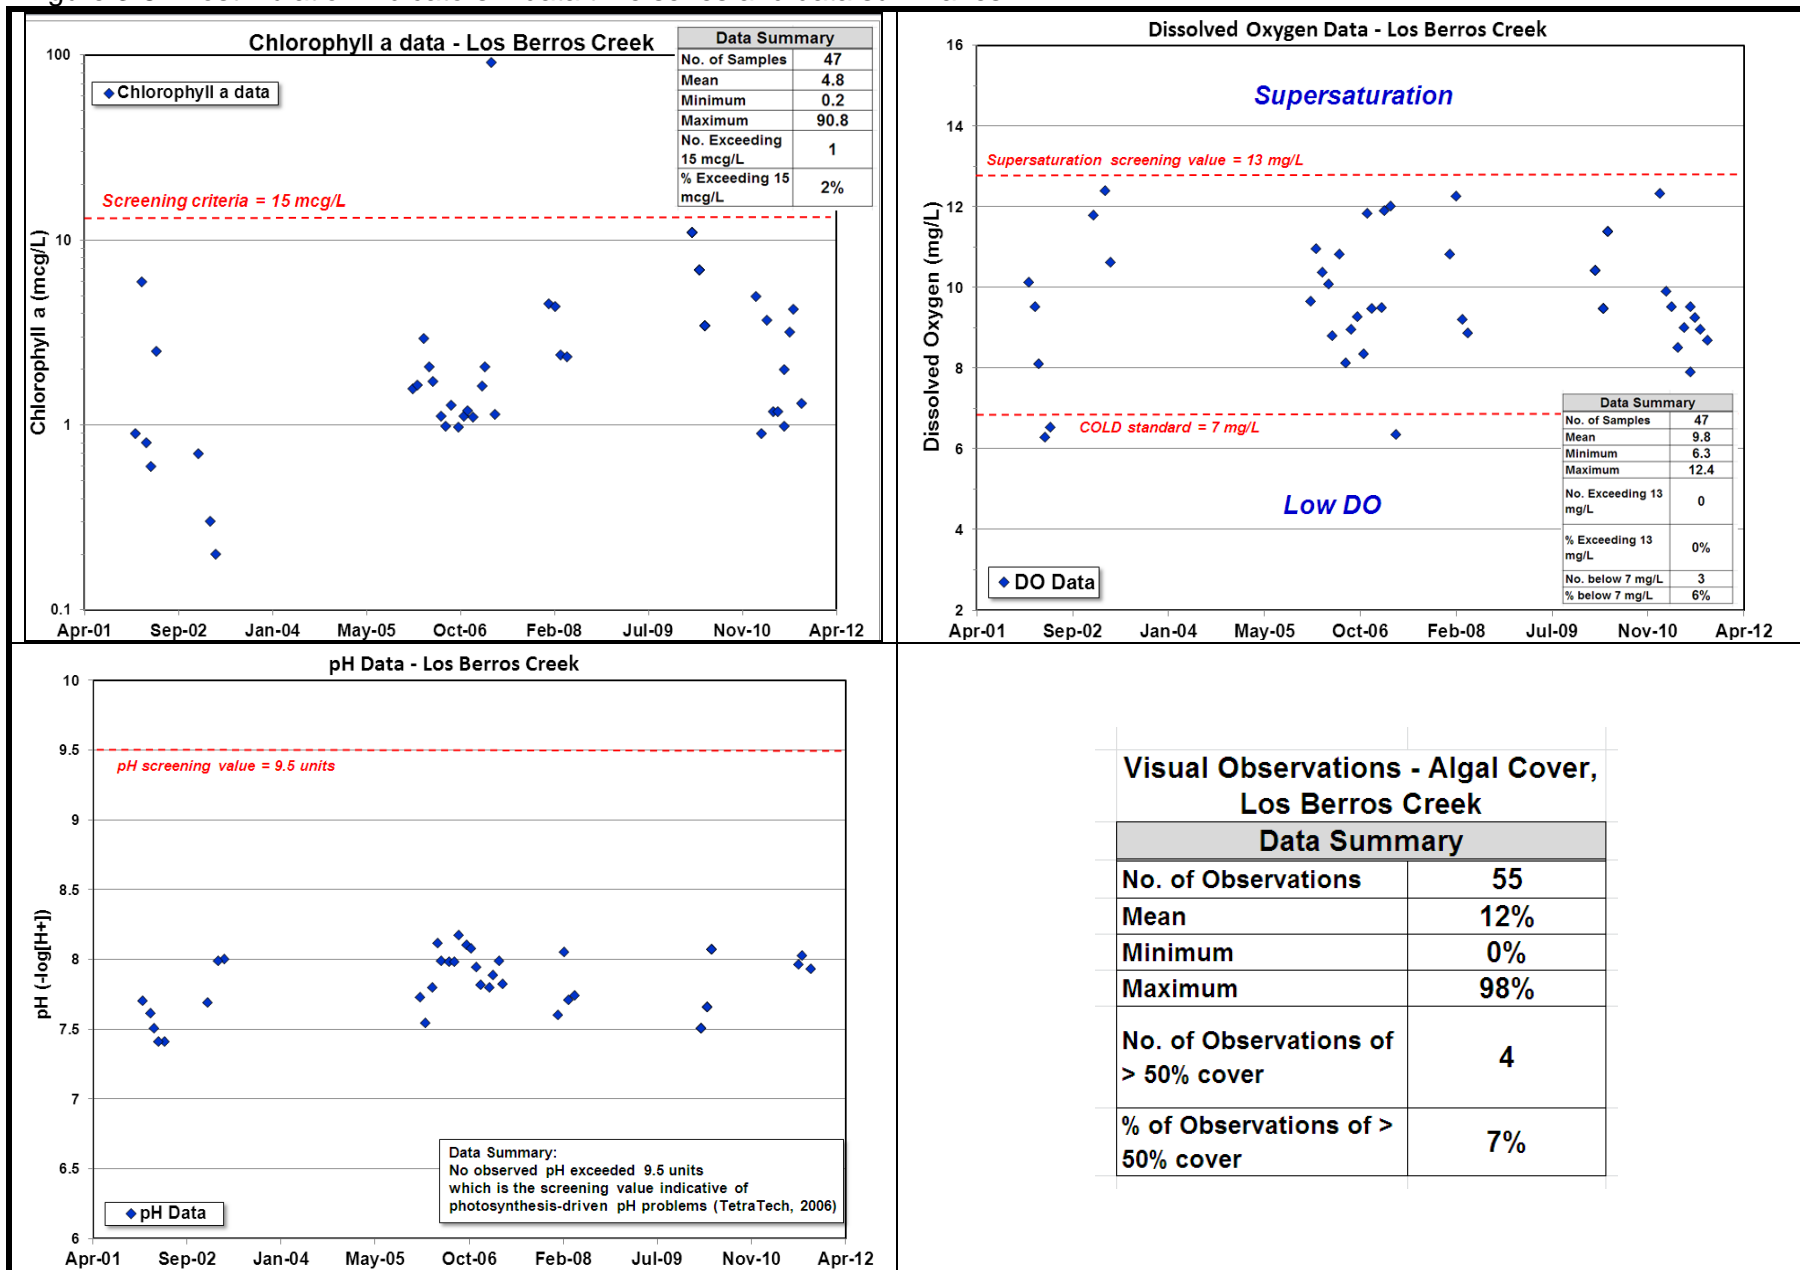 Chlorophyll a data - Los Berros Creek
Chlorophyll a data
Data Summary
No. of Samples 47
Mean 4.8
Minimum 0.2
Maximum 90.8
No. Exceeding 15 mcg/L 1
% Exceeding 15 mcg/L 2%
Screening criteria = 15 mcg/L
Chlorophyll a (mcg/L)
100
10
1
0.1
Apr-01 Sep-02 Jan-04 May-05 Oct-06 Feb-08 Jul-09 Nov-10 Apr-12
Dissolved Oxygen Data - Los Berros Creek
Supersaturation
Supersaturation screening value = 13 mg/L
COLD standard = 7 mg/L
Low DO
DO Data
Dissolved Oxygen (mg/L)
16
14
12
10
8
6
4
2
Data Summary
No. of Samples 47
Mean 9.8
Minimum 6.3
Maximum 12.4
No. Exceeding 13 mg/L 0
% Exceeding 13 mg/L 0%
No. below 7 mg/L 3
% below 7 mg/L 6%
Apr-01 Sep-02 Jan-04 May-05 Oct-06 Feb-08 Jul-09 Nov-10 Apr-12
pH Data - Los Berros Creek
pH screening value = 9.5 units
pH (-log[H+])
10
9.5
9
8.5
8
7.5
7
6.5
6
pH Data
Data Summary:
No observed pH exceeded 9.5 units
which is the screening value indicative of
photosynthesis-driven pH problems (TetraTech, 2006)
Apr-01 Sep-02 Jan-04 May-05 Oct-06 Feb-08 Jul-09 Nov-10 Apr-12
Visual Observations - Algal Cover,
Los Berros Creek
Data Summary
No. of Observations 55
Mean 12%
Minimum 0%
Maximum 98%
No. of Observations of
> 50% cover 4
% of Observations of >
50% cover 7%